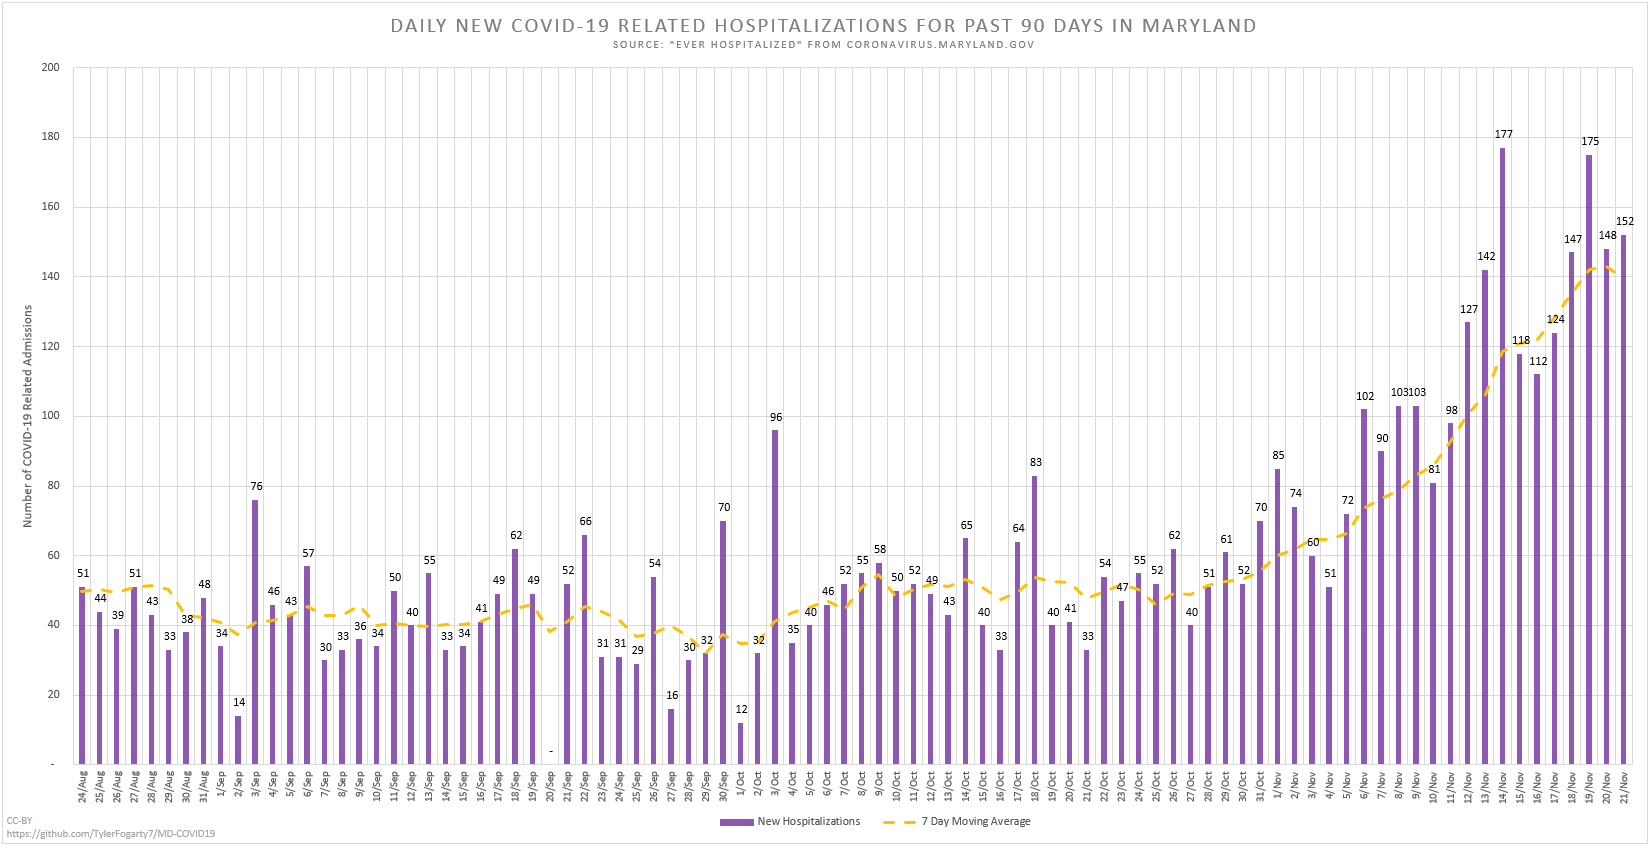 DAILY NEW COVID-19 RELATED HOSPITALIZATIONS FOR PAST 90 DAYS IN MARYLAND
SOURCE: "EVER HOSPITALIZED" FROM CORONAVIRUS.MARYLAND.GOV
Number of COVID-19 Related Admissions
200
180
160
140
120
100
80
60
40
20
-
51
44
39
51
43
33
38
48
34
14
76
46
43
57
30
33
36
34
50
40
55
33
34
41
49
62
49
-
52
66
31
31
29
54
16
30
32
70
12
32
96
35
40
46
52
55
58
50
52
49
43
65
40
33
64
83
40
41
33
54
47
55
52
62
40
51
61
52
70
85
74
60
51
72
102
90
103
103
81
98
127
142
177
118
112
124
147
175
148
152
24/Aug
25/Aug
26/Aug
27/Aug
28/Aug
29/Aug
30/Aug
31/Aug
1/Sep
2/Sep
3/Sep
4/Sep
5/Sep
6/Sep
7/Sep
8/Sep
9/Sep
10/Sep
11/Sep
12/Sep
13/Sep
14/Sep
15/Sep
16/Sep
17/Sep
18/Sep
19/Sep
20/Sep
21/Sep
22/Sep
23/Sep
24/Sep
25/Sep
26/Sep
27/Sep
28/Sep
29/Sep
30/Sep
1/Oct
2/Oct
3/Oct
4/Oct
5/Oct
6/Oct
7/Oct
8/Oct
9/Oct
10/Oct
11/Oct
12/Oct
13/Oct
14/Oct
15/Oct
16/Oct
17/Oct
18/Oct
19/Oct
20/Oct
21/Oct
22/Oct
23/Oct
24/Oct
25/Oct
26/Oct
27/Oct
28/Oct
29/Oct
30/Oct
31/Oct
1/Nov
2/Nov
3/Nov
4/Nov
5/Nov
6/Nov
7/Nov
8/Nov
9/Nov
10/Nov
11/Nov
12/Nov
13/Nov
14/Nov
15/Nov
16/Nov
17/Nov
18/Nov
19/Nov
20/Nov
21/Nov
New Hospitalizations
7 Day Moving Average
CC-BY
https://github.com/TylerFogarty7/MD-COVID19